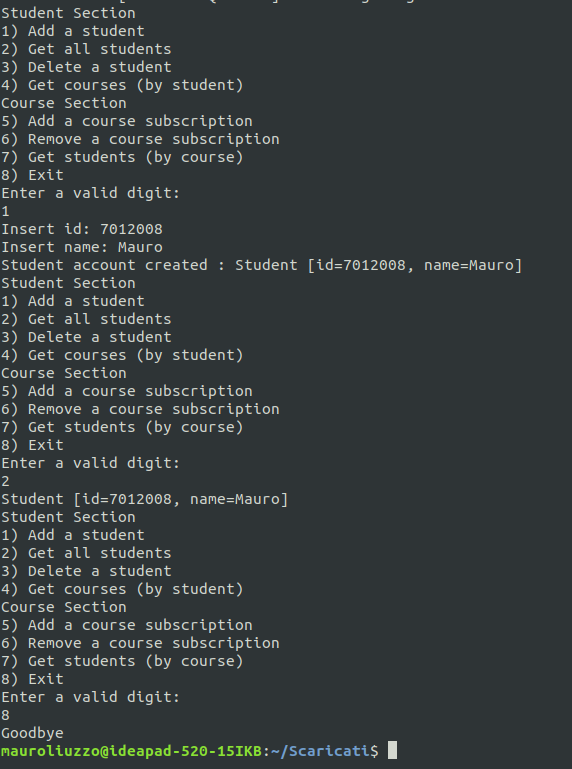 Student Section
1) Add a student
2) Get all students
3) Delete a student
4) Get courses (by student)
Course Section
5) Add a course subscription
6) Remove a course subscription
7) Get students (by course)
8) Exit
Enter a valid digit:
1
Insert id: 7012008
Insert name: Mauro
Student account created : Student [id=7012008, name=Mauro]
Student Section
1) Add a student
2) Get all students
3) Delete a student
4) Get courses (by student)
Course Section
5) Add a course subscription
6) Remove a course subscription
7) Get students (by course)
8) Exit
Enter a valid digit:
2
Student [id=7012008, name=Mauro]
Student Section
1) Add a student
2) Get all students
3) Delete a student
4) Get courses (by student)
Course Section
5) Add a course subscription
6) Remove a course subscription
7) Get students (by course)
8) Exit
Enter a valid digit:
8
Goodbye
mauroliuzzo@ideapad-520-15IKB:~/Scaricati$